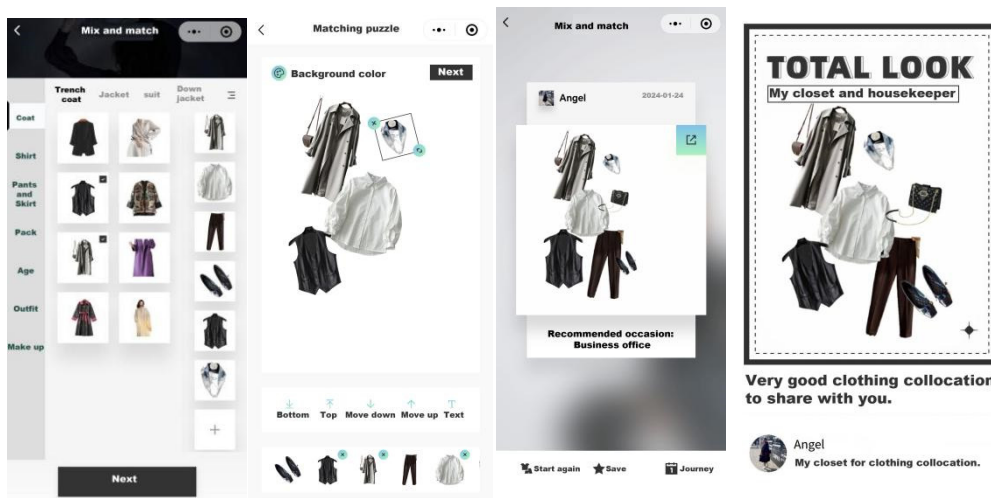 Mix and match
Trench
coat
Jacket
suit
Down
jacket
Coat
Shirt
Pants
and
Skirt
Pack
Age
Outfit
Make up
Next
Matching puzzle
Background color
Next
Bottom
Top
Move down
Move up
Text
Mix and match
Angel
2024-01-24
Recommended occasion:
Business office
Start again
Save
1
Journey
TOTAL LOOK
My closet and housekeeper
Very good clothing collocation
to share with you.
Angel
My closet for clothing collocation.